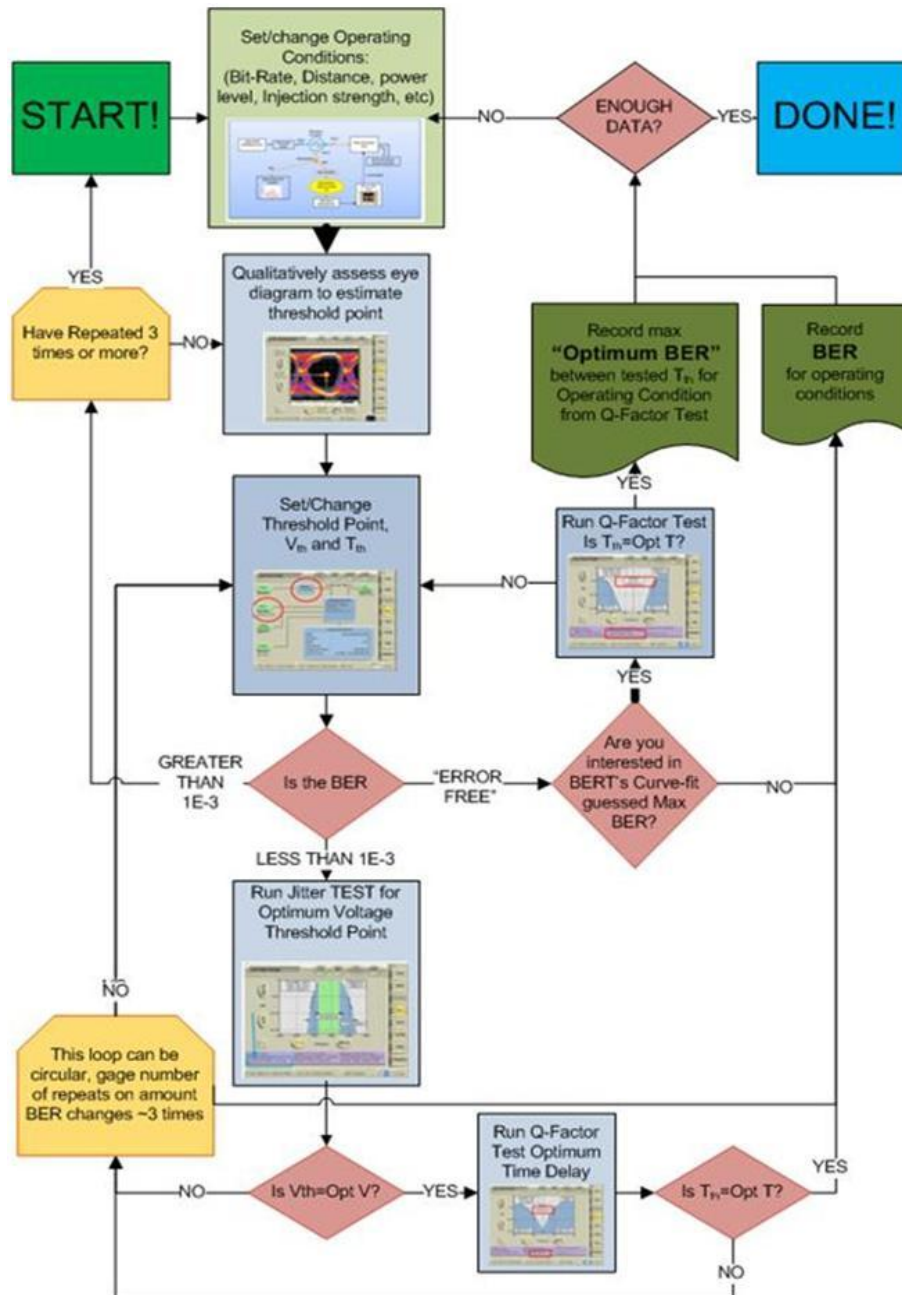 START!
Set/change Operating
Conditions:
(Bit-Rate, Distance, power
level, Injection strength, etc)
NO
ENOUGH
DATA?
YES
DONE!
YES
Have Repeated 3
times or more?
NO
Qualitatively assess eye
diagram to estimate
threshold point
Record max
“Optimum BER”
between tested Tth for
Operating Condition
from Q-Factor Test
Record
BER
for operating
conditions
YES
Set/Change
Threshold Point,
Vth and Tth
NO
Run Q-Factor Test
Is Tth=Opt T?
YES
GREATER
THAN
1E-3
Is the BER
“ERROR
FREE”
Are you
interested in
BERT’s Curve-fit
guessed Max
BER?
NO
LESS THAN 1E-3
Run Jitter TEST for
Optimum Voltage
Threshold Point
NO
This loop can be
circular, gage number
of repeats on amount
BER changes ~3 times
NO
Is Vth=Opt V?
YES
Run Q-Factor
Test Optimum
Time Delay
Is Tth=Opt T?
YES
NO